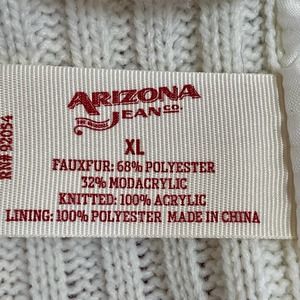 ARIZONA
JEAN CO.
XL
FAUXFUR: 68% POLYESTER
32% MODACRYLIC
KNITTED: 100% ACRYLIC
LINING: 100% POLYESTER MADE IN CHINA
RN# 92054